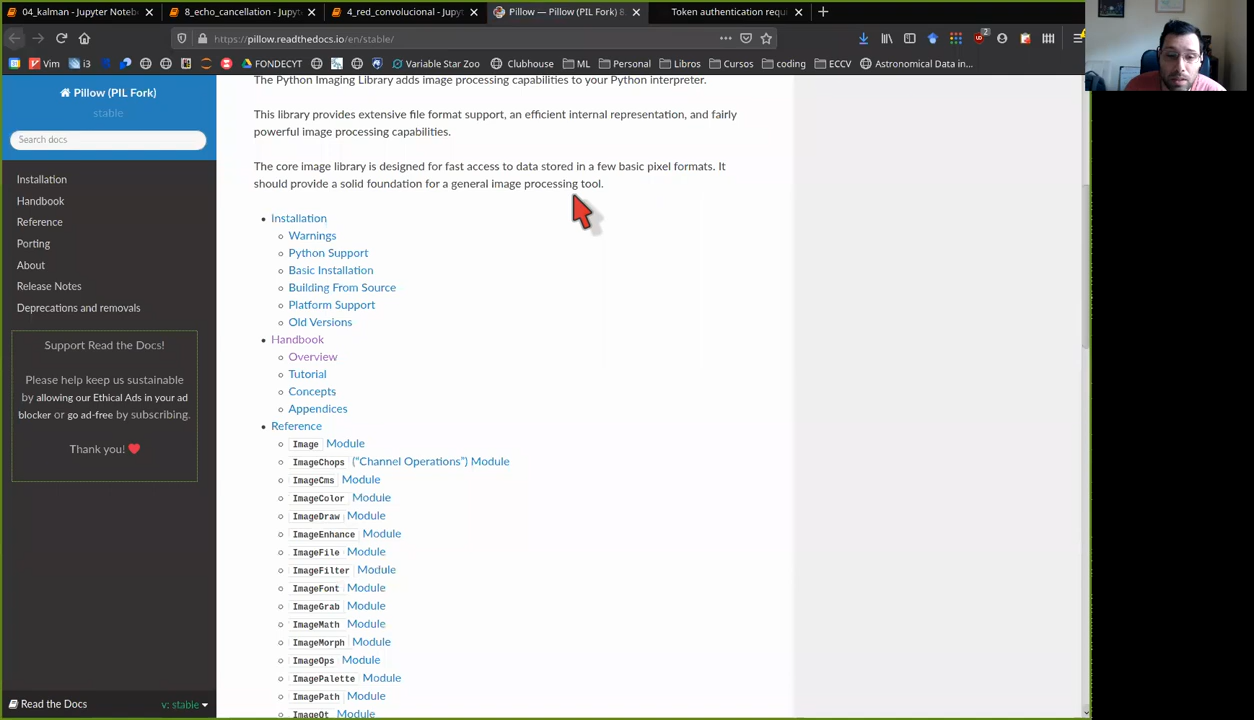 04_kalman - Jupyter Noteb
8_echo_cancellation - Jupyte
4_red_convolucional - Jupyt
Pillow — Pillow (PIL Fork) 8.
Token authentication requ
https://pillow.readthedocs.io/en/stable/
2
Vim
i3
FONDECYT
Variable Star Zoo
Clubhouse
ML
Personal
Libros
Cursos
coding
ECCV
Astronomical Data in…
Pillow (PIL Fork)
stable
Search docs
Installation
Handbook
Reference
Porting
About
Release Notes
Deprecations and removals
Support Read the Docs!
Please help keep us sustainable
by allowing our Ethical Ads in your ad
blocker or go ad-free by subscribing.
Thank you!
Read the Docs
v: stable
The Python Imaging Library adds image processing capabilities to your Python interpreter.
This library provides extensive file format support, an efficient internal representation, and fairly
powerful image processing capabilities.
The core image library is designed for fast access to data stored in a few basic pixel formats. It
should provide a solid foundation for a general image processing tool.
Installation
Warnings
Python Support
Basic Installation
Building From Source
Platform Support
Old Versions
Handbook
Overview
Tutorial
Concepts
Appendices
Reference
Image Module
ImageChops (“Channel Operations”) Module
ImageCms Module
ImageColor Module
ImageDraw Module
ImageEnhance Module
ImageFile Module
ImageFilter Module
ImageFont Module
ImageGrab Module
ImageMath Module
ImageMorph Module
ImageOps Module
ImagePalette Module
ImagePath Module
ImageQt Module